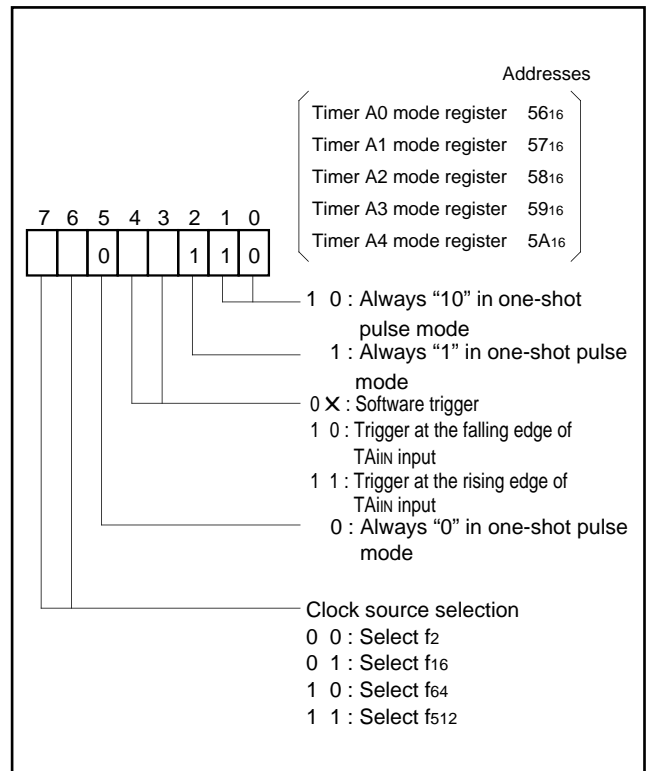 Addresses
Timer A0 mode register 5616
Timer A1 mode register 5716
Timer A2 mode register 5816
Timer A3 mode register 5916
Timer A4 mode register 5A16
7 6 5 4 3 2 1 0
0 1 1 0
1 0 : Always “10” in one-shot
pulse mode
1 : Always “1” in one-shot pulse
mode
0 X : Software trigger
1 0 : Trigger at the falling edge of
TAiIN input
1 1 : Trigger at the rising edge of
TAiIN input
0 : Always “0” in one-shot pulse
mode
Clock source selection
0 0 : Select f2
0 1 : Select f16
1 0 : Select f64
1 1 : Select f512